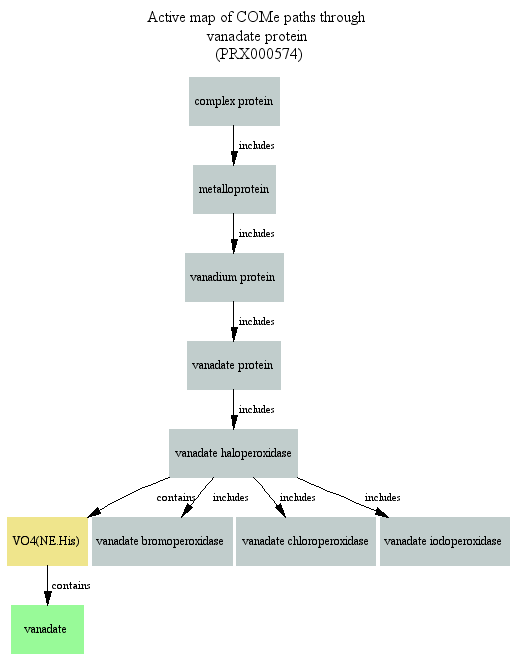 Active map of COMe paths through
vanadate protein
(PRX000574)
complex protein
includes
metalloprotein
includes
vanadium protein
includes
vanadate protein
includes
vanadate haloperoxidase
contains includes includes includes
VO4(NE.His) vanadate bromoperoxidase vanadate chloroperoxidase vanadate iodoperoxidase
contains
vanadate